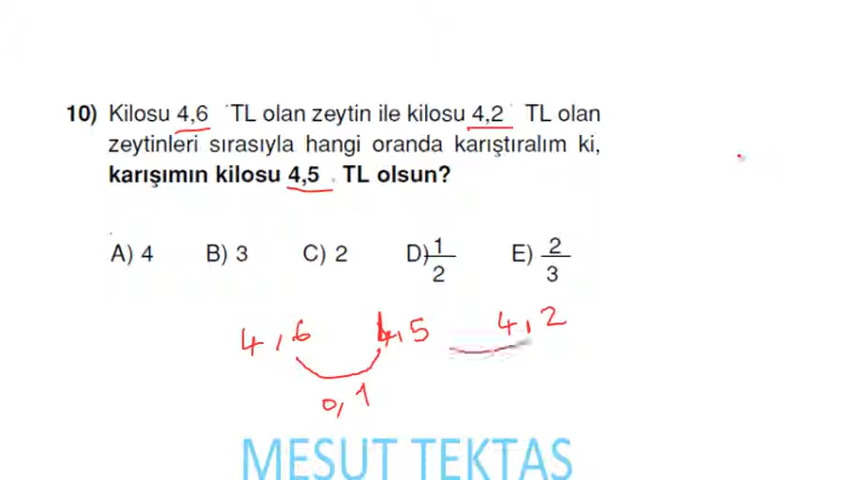 10) Kilosu 4,6 TL olan zeytin ile kilosu 4,2 TL olan
zeytinleri sırasıyla hangi oranda karıştıralım ki,
karışımın kilosu 4,5 TL olsun?
A) 4 B) 3 C) 2 D) 1/2 E) 2/3
4,6 4,5 4,2
0,1
MESUT TEKTAS